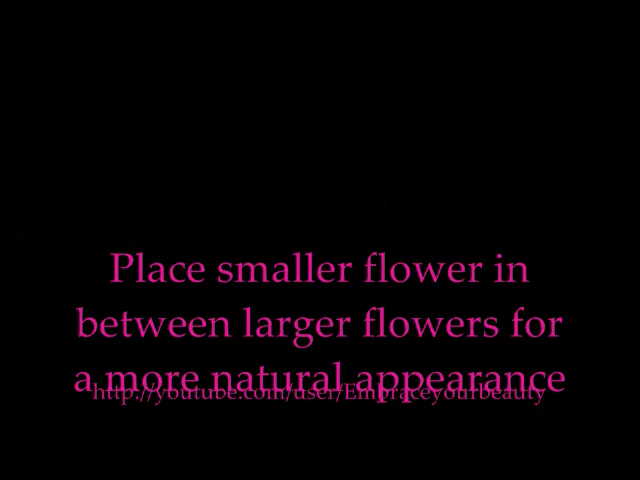 Place smaller flower in
between larger flowers for
a more natural appearance
http://youtube.com/user/Embraceyourbeauty